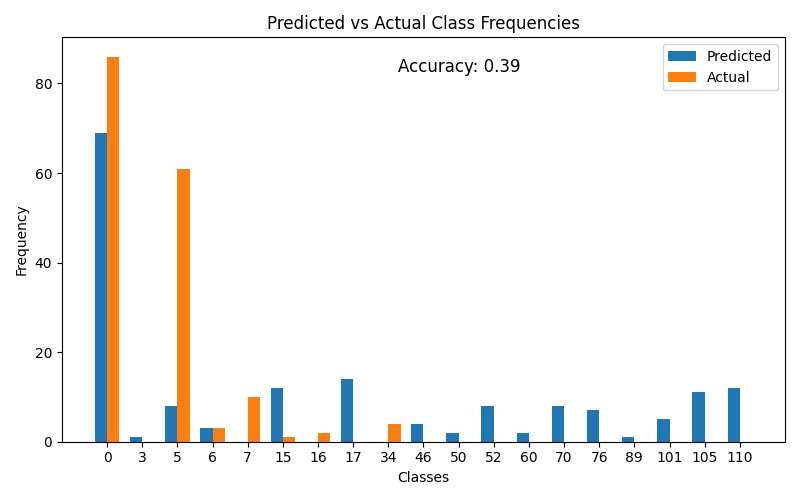 Predicted vs Actual Class Frequencies
Accuracy: 0.39
Predicted
Actual
Frequency
80
60
40
20
0
0 3 5 6 7 15 16 17 34 46 50 52 60 70 76 89 101 105 110
Classes